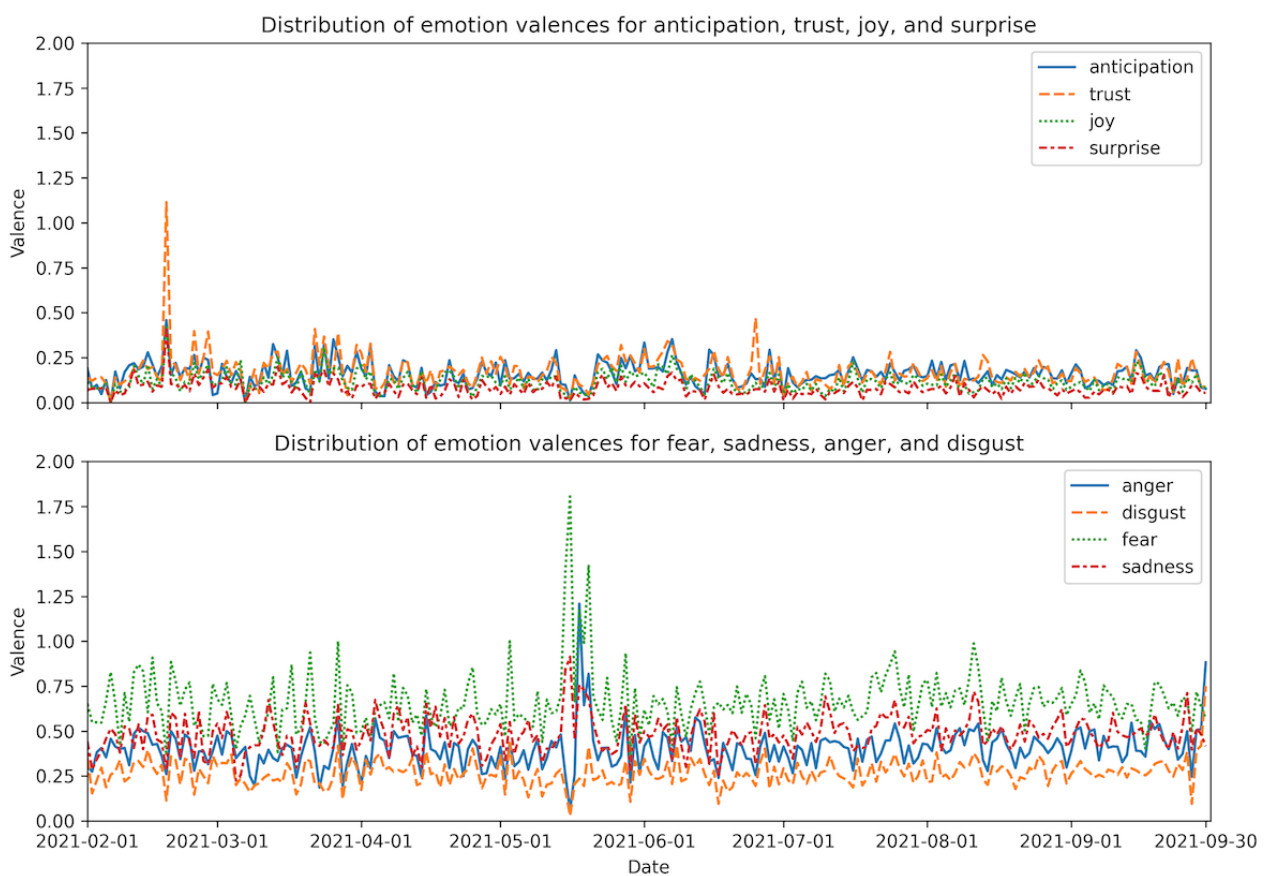 Distribution of emotion valences for anticipation, trust, joy, and surprise
2.00
1.75
1.50
1.25
1.00
0.75
0.50
0.25
0.00
Valence
anticipation
trust
joy
surprise
Distribution of emotion valences for fear, sadness, anger, and disgust
2.00
1.75
1.50
1.25
1.00
0.75
0.50
0.25
0.00
Valence
anger
disgust
fear
sadness
2021-02-01 2021-03-01 2021-04-01 2021-05-01 2021-06-01 2021-07-01 2021-08-01 2021-09-01 2021-09-30
Date